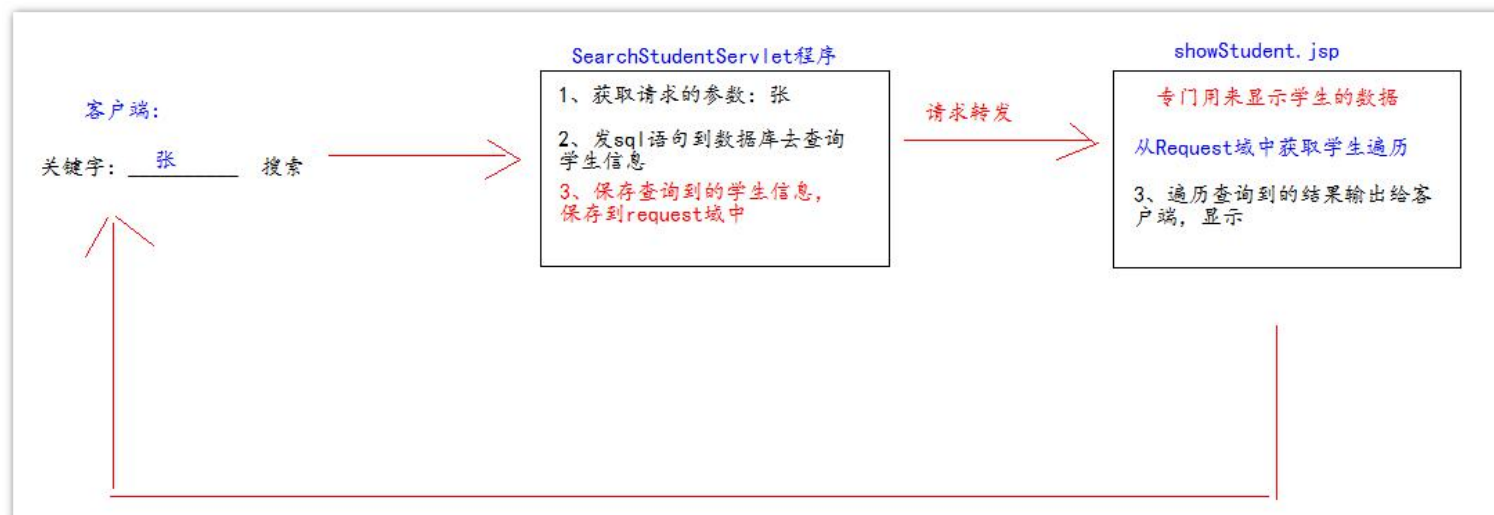 客户端:
关键字: 张 搜索
SearchStudentServlet程序
1、获取请求的参数: 张
2、发sql语句到数据库去查询
学生信息
3、保存查询到的学生信息,
保存到request域中
请求转发
showStudent.jsp
专门用来显示学生的数据
从Request域中获取学生遍历
3、遍历查询到的结果输出给客
户端, 显示